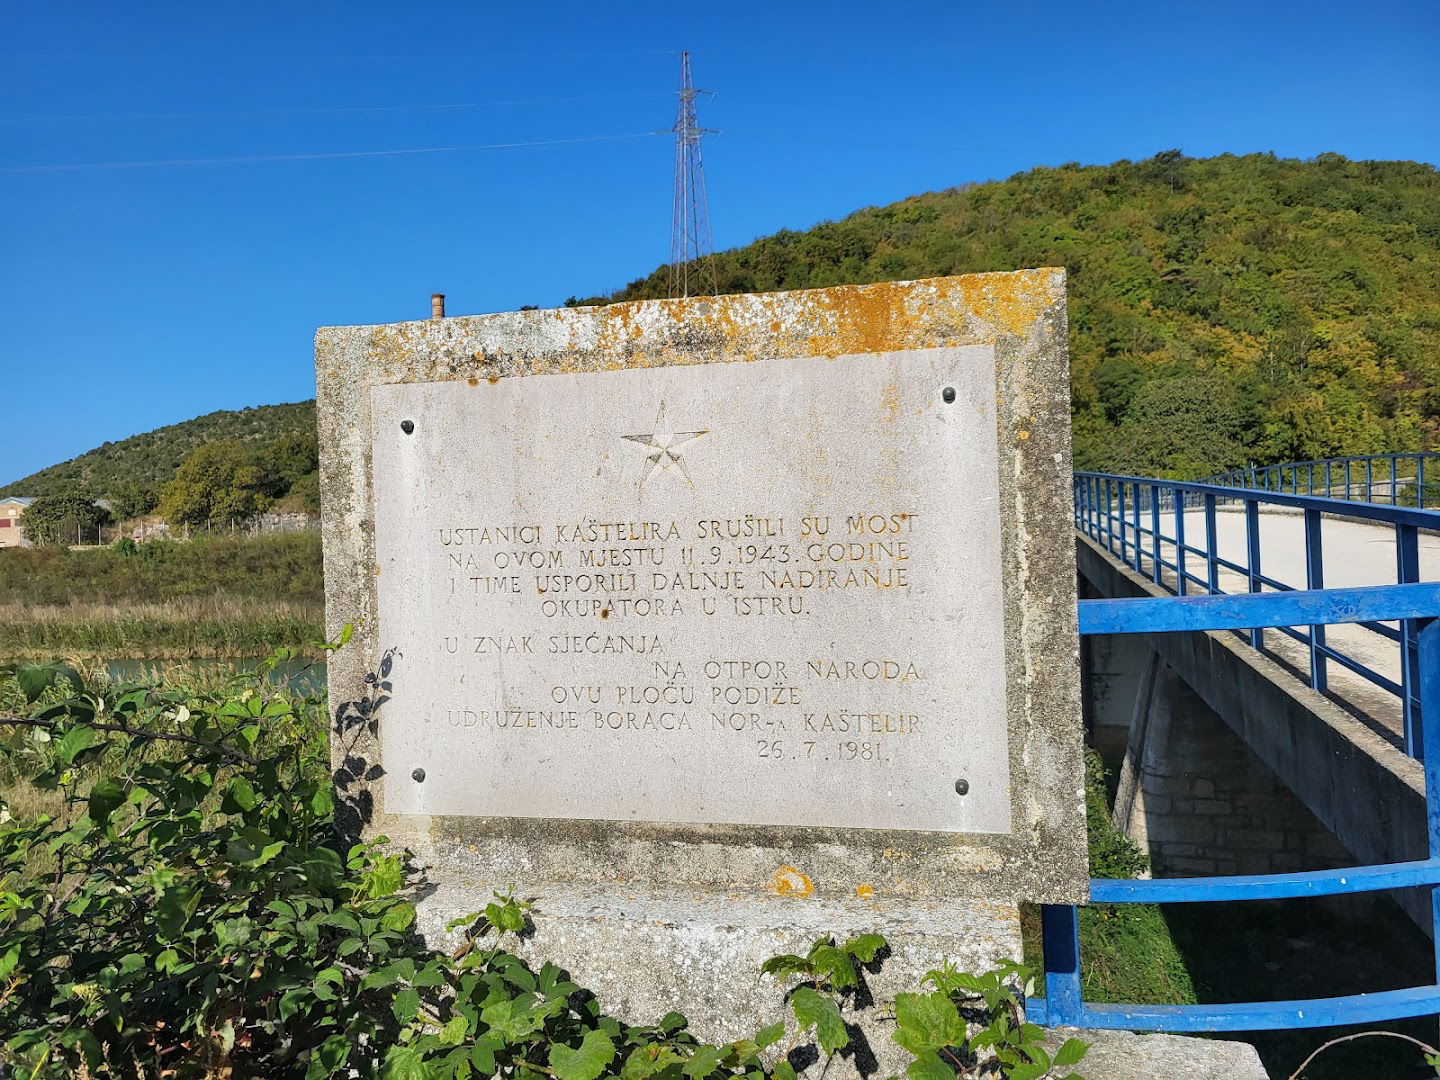 USTANICI KAŠTELIRA SRUŠILI SU MOST
NA OVOM MJESTU 11.9.1943. GODINE
I TIME USPORILI DALNJE NADIRANJE
OKUPATORA U ISTRU.
U ZNAK SJEĆANJA
NA OTPOR NARODA
OVU PLOČU PODIŽE
UDRUŽENJE BORACA NOR-A KAŠTELIR
26.7.1981.